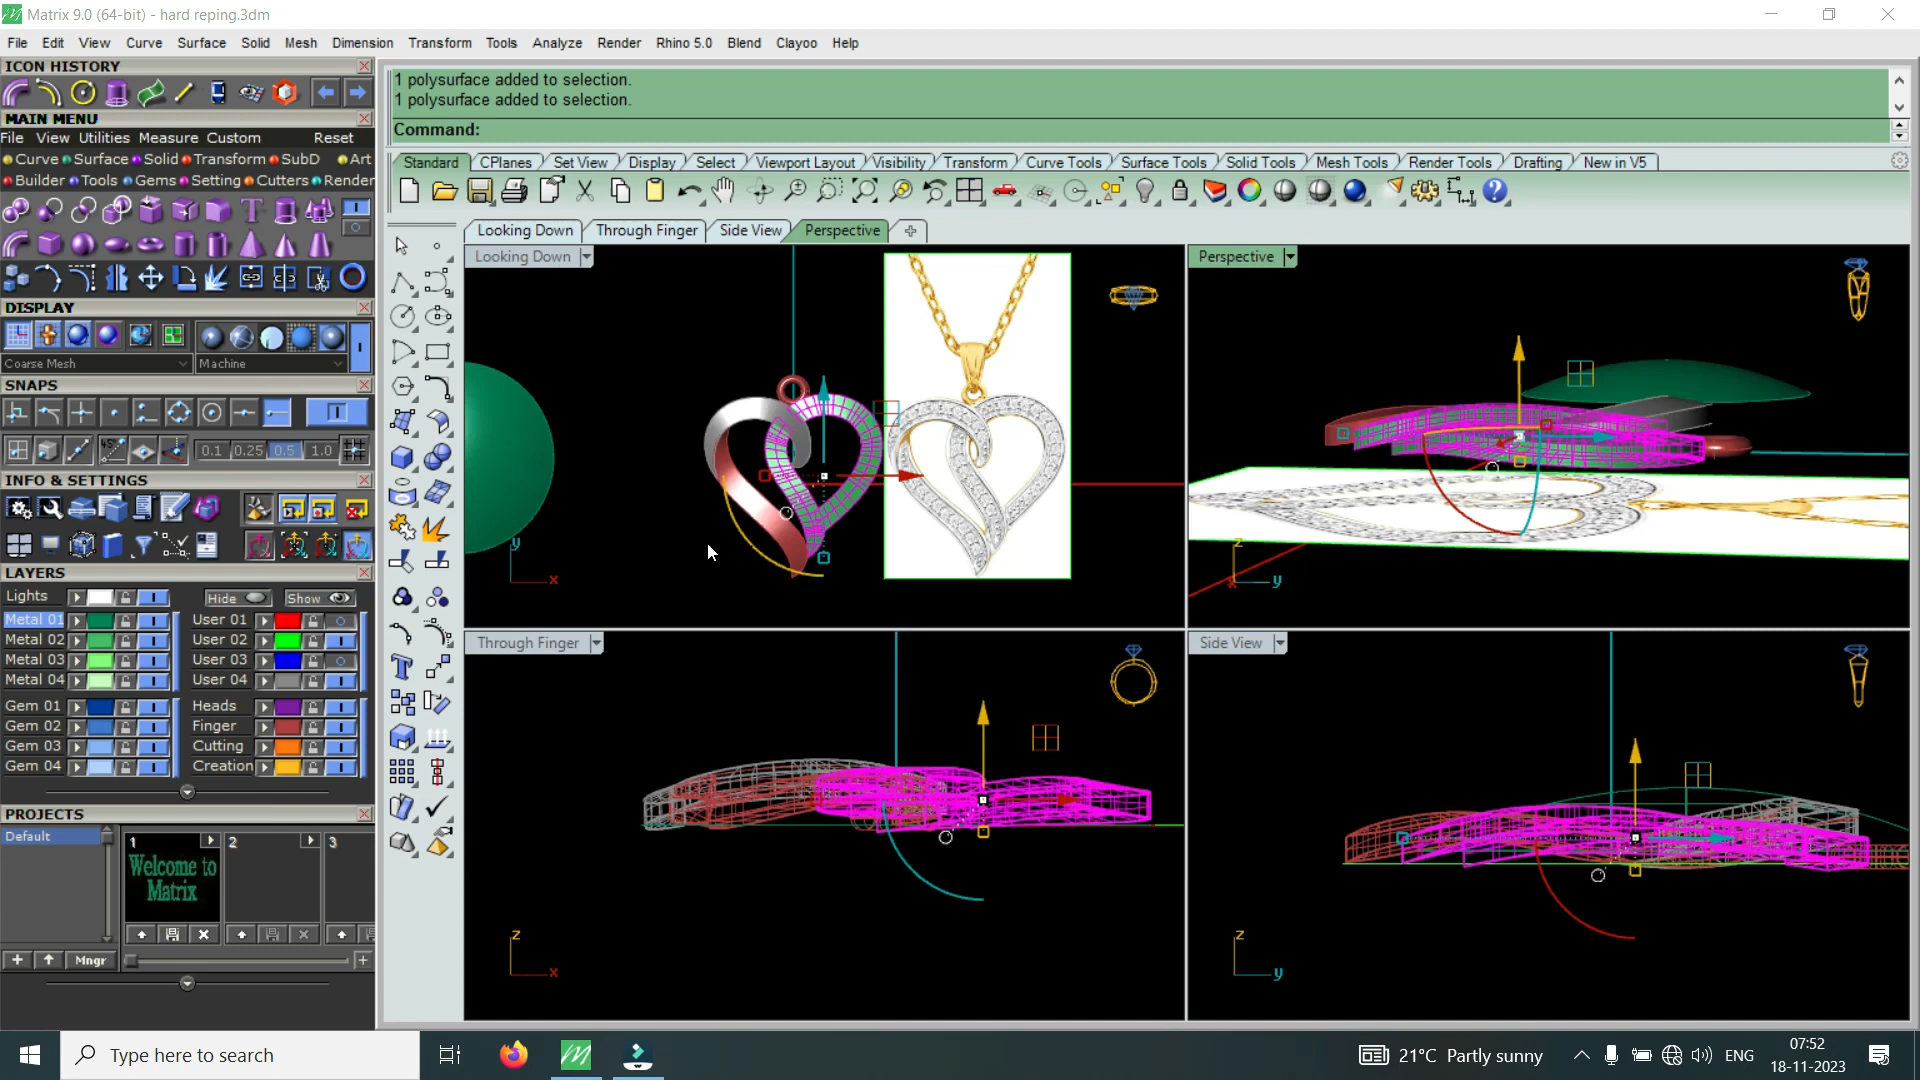 Matrix 9.0 (64-bit) - hard reping.3dm
File Edit View Curve Surface Solid Mesh Dimension Transform Tools Analyze Render Rhino 5.0 Blend Clayoo Help
ICON HISTORY
MAIN MENU
File View Utilities Measure Custom Reset
Curve Surface Solid Transform SubD Art
Builder Tools Gems Setting Cutters Render
DISPLAY
Coarse Mesh Machine
SNAPS
0.1 0.25 0.5 1.0
INFO & SETTINGS
LAYERS
Lights Hide Show
Metal 01 User 01
Metal 02 User 02
Metal 03 User 03
Metal 04 User 04
Gem 01 Heads
Gem 02 Finger
Gem 03 Cutting
Gem 04 Creation
PROJECTS
Default
1 2 3
Welcome to
Matrix
Mngr
1 polysurface added to selection.
1 polysurface added to selection.
Command:
Standard CPlanes Set View Display Select Viewport Layout Visibility Transform Curve Tools Surface Tools Solid Tools Mesh Tools Render Tools Drafting New in V5
Looking Down Through Finger Side View Perspective
Looking Down
y
x
Perspective
z
x
y
Through Finger
z
x
Side View
z
y
Type here to search
21°C Partly sunny
ENG
07:52
18-11-2023